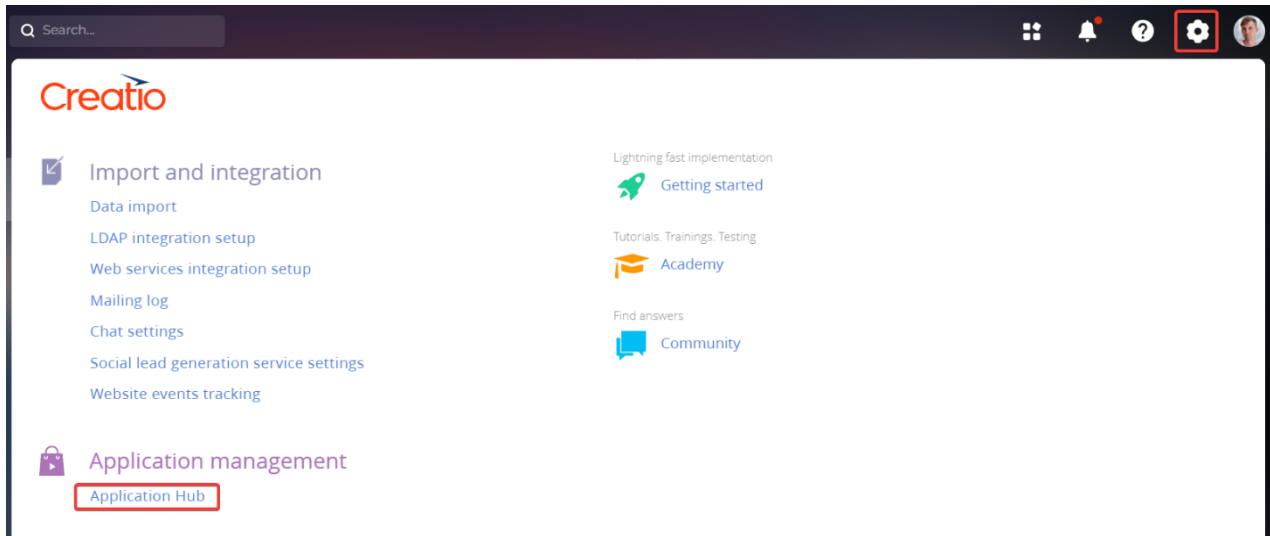 Search...
Creatio
Import and integration
Data import
LDAP integration setup
Web services integration setup
Mailing log
Chat settings
Social lead generation service settings
Website events tracking
Application management
Application Hub
Lightning fast implementation
Getting started
Tutorials. Trainings. Testing
Academy
Find answers
Community